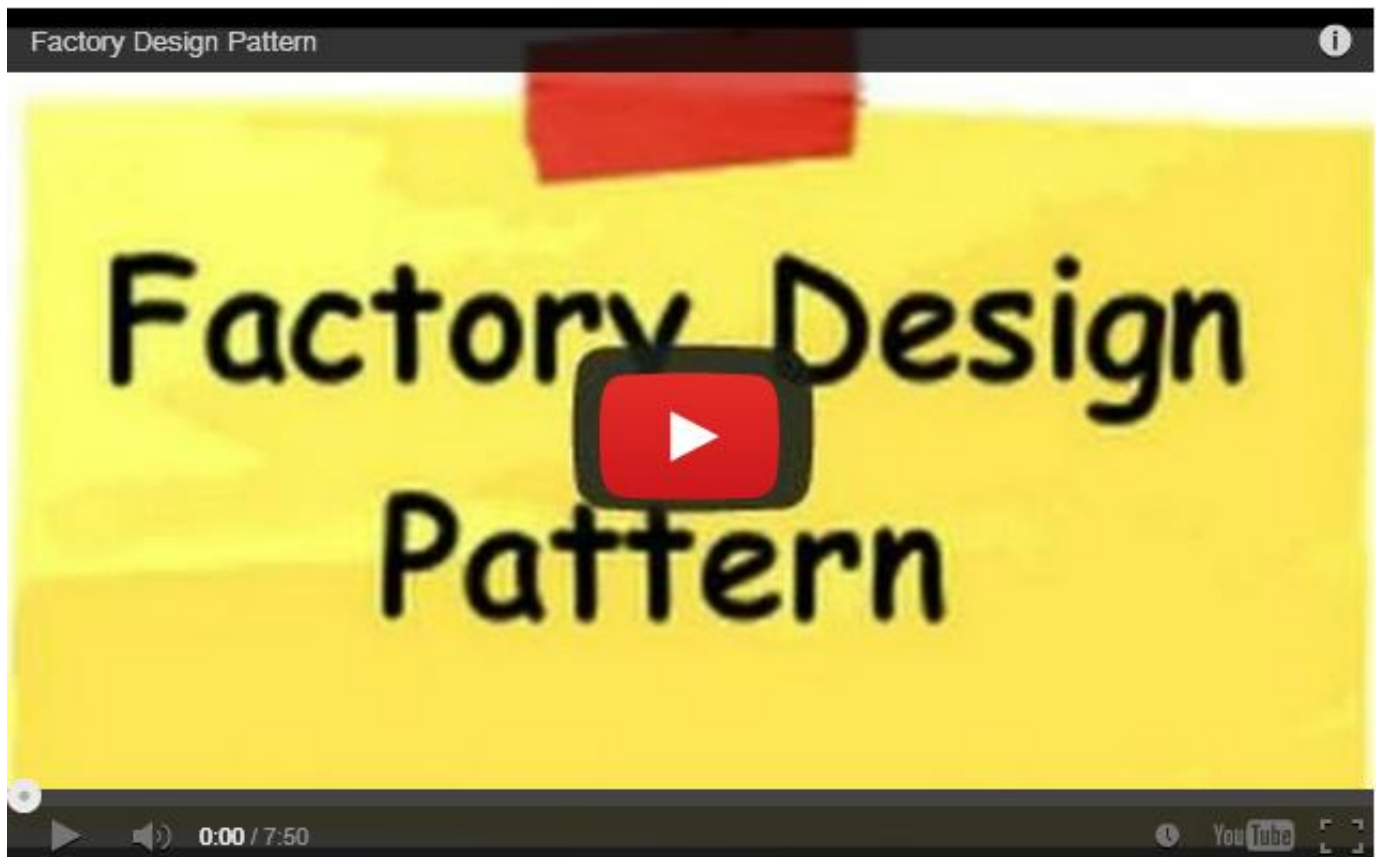 Factory Design Pattern
Factory Design
Pattern
0:00 / 7:50
YouTube